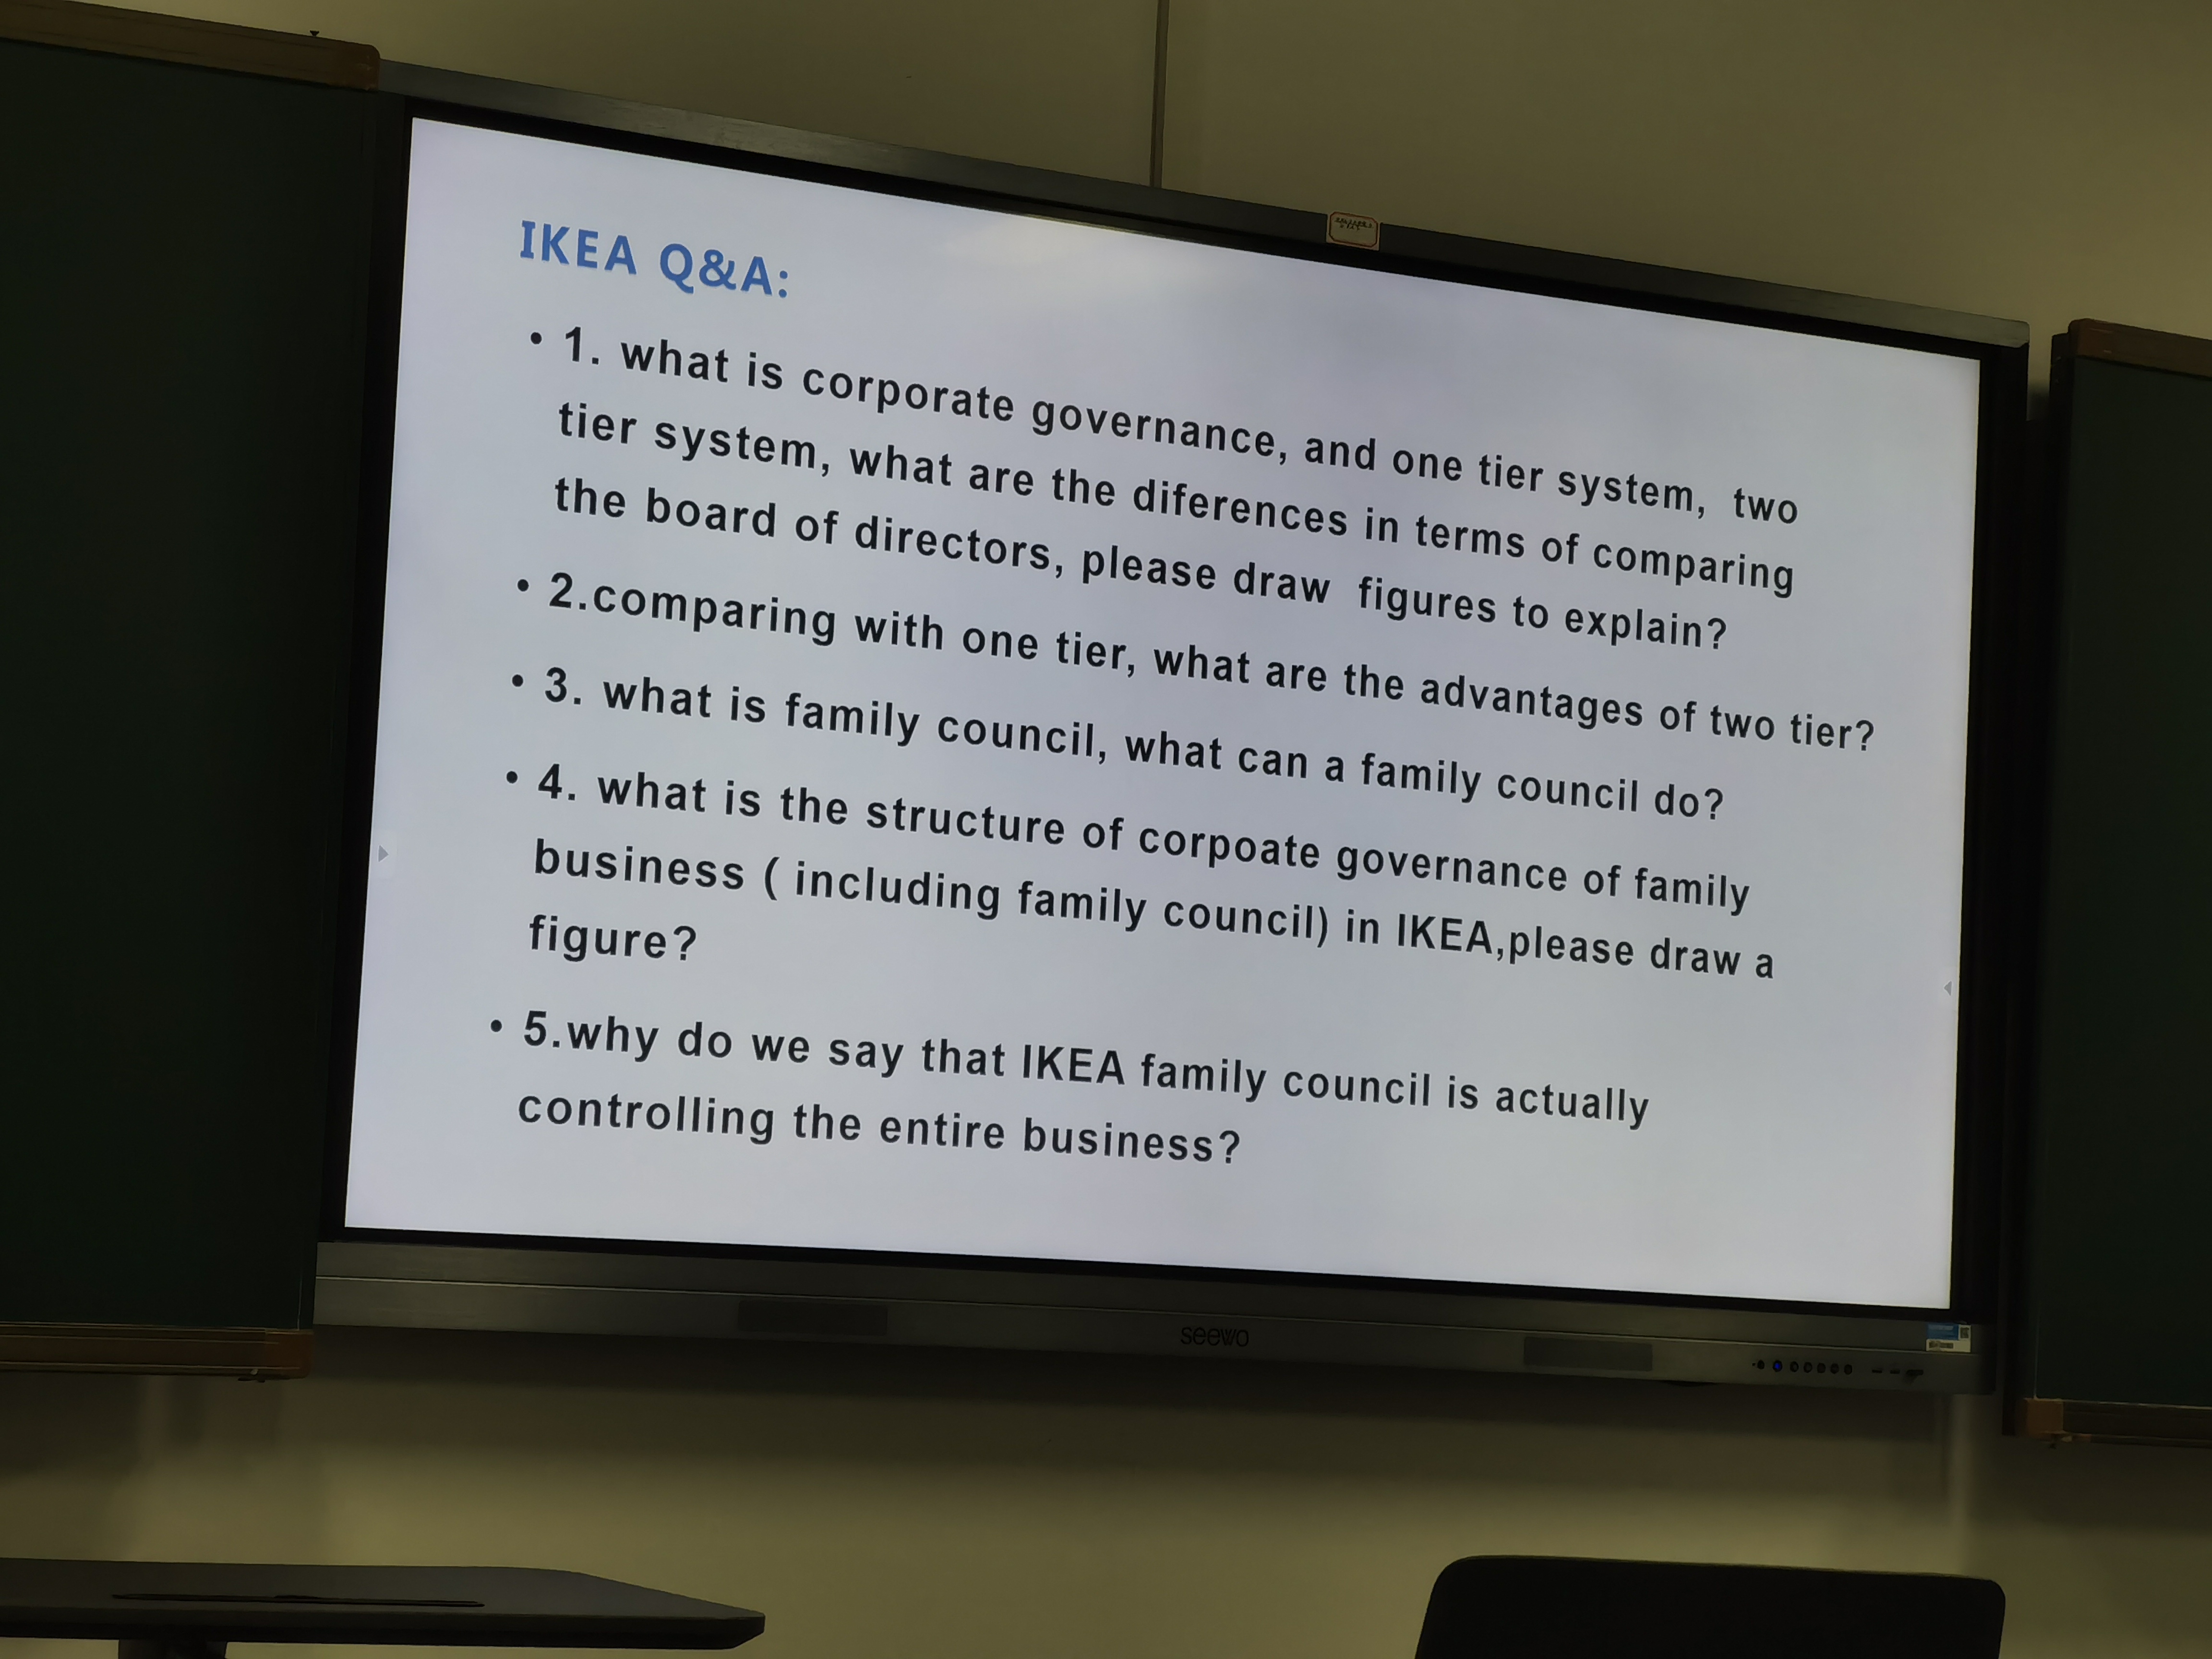 IKEA Q&A:
• 1. what is corporate governance, and one tier system, two
tier system, what are the diferences in terms of comparing
the board of directors, please draw figures to explain?
• 2.comparing with one tier, what are the advantages of two tier?
• 3. what is family council, what can a family council do?
• 4. what is the structure of corpoate governance of family
business ( including family council) in IKEA,please draw a
figure?
• 5.why do we say that IKEA family council is actually
controlling the entire business?
seewo